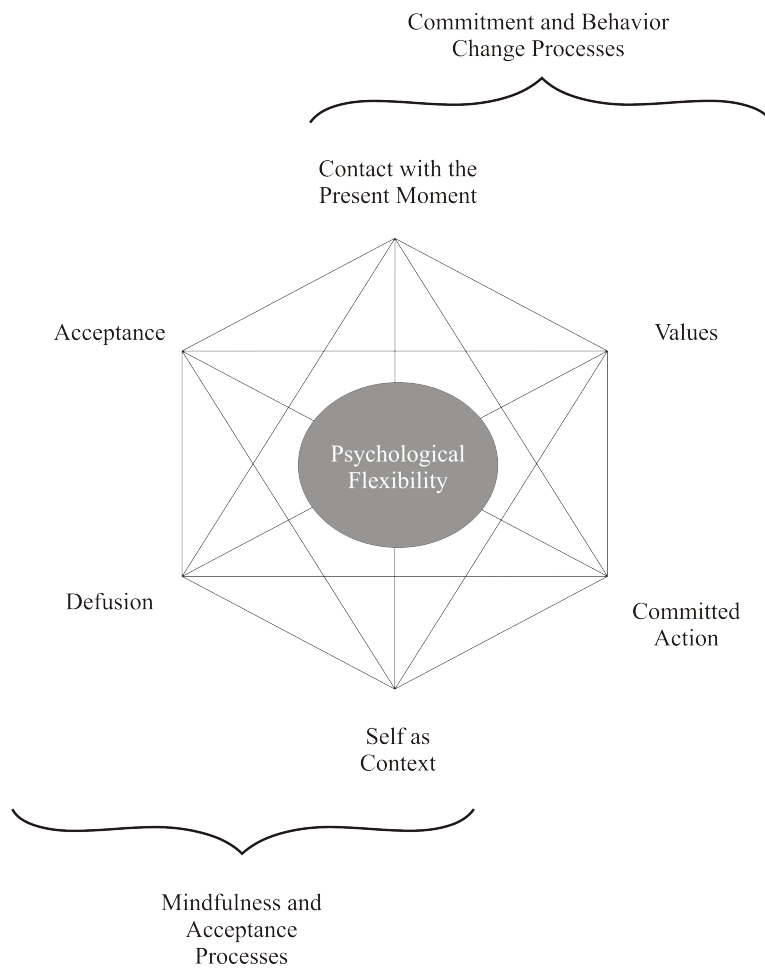 Commitment and Behavior
Change Processes
Contact with the
Present Moment
Acceptance
Values
Psychological
Flexibility
Defusion
Committed
Action
Self as
Context
Mindfulness and
Acceptance
Processes